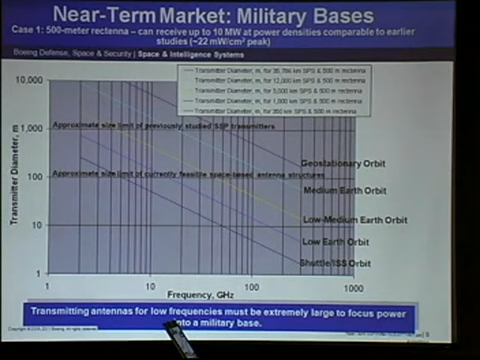 Near-Term Market: Military Bases
Case 1: 500-meter rectenna – can receive up to 10 MW at power densities comparable to earlier
studies (~22 mW/cm² peak)
Boeing Defense, Space & Security | Space & Intelligence Systems
Transmitter Diameter, m, for 35,786 km SPS & 500 m rectenna
Transmitter Diameter, m, for 12,000 km SPS & 500 m rectenna
Transmitter Diameter, m, for 5,000 km SPS & 500 m rectenna
Transmitter Diameter, m, for 1,000 km SPS & 500 m rectenna
Transmitter Diameter, m, for 350 km SPS & 500 m rectenna
10,000
1,000
100
10
1
Transmitter Diameter, m
Approximate size limit of previously studied SSP transmitters
Geostationary Orbit
Approximate size limit of currently feasible space-based antenna structures
Medium Earth Orbit
Low-Medium Earth Orbit
Low Earth Orbit
Shuttle/ISS Orbit
1 10 100 1000
Frequency, GHz
Transmitting antennas for low frequencies must be extremely large to focus power
into a military base.